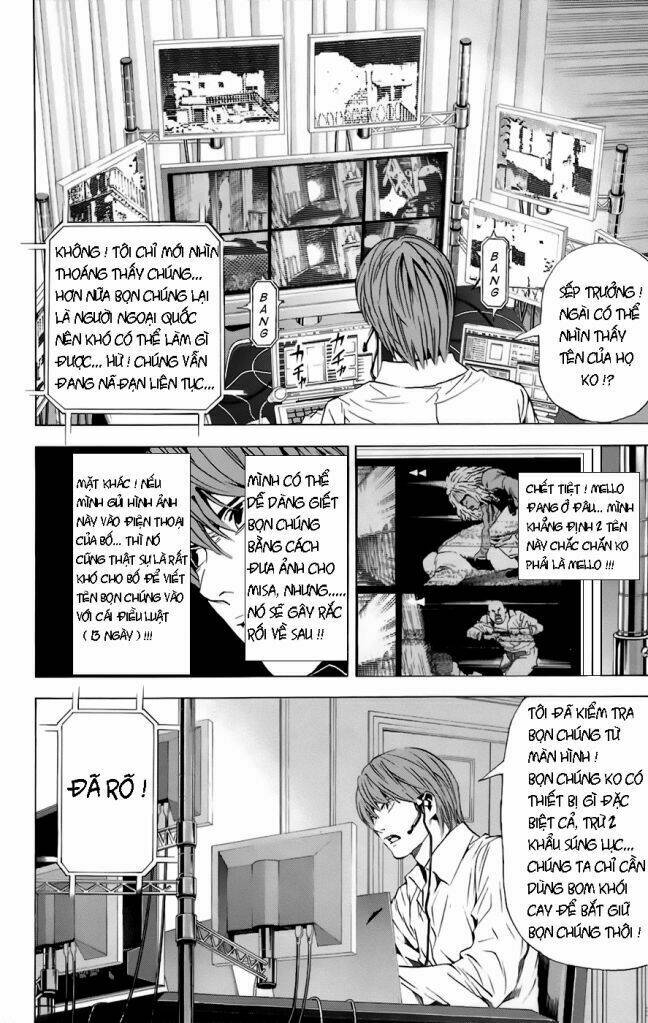 SẾP TRƯỞNG !
NGÀI CÓ THỂ
NHÌN THẤY
TÊN CỦA HỌ
KO !?
BANG
BANG
KHÔNG ! TÔI CHỈ MỚI NHÌN
THOÁNG THẤY CHÚNG...
HƠN NỮA BỌN CHÚNG LẠI
LÀ NGƯỜI NGOẠI QUỐC
NÊN KHÓ CÓ THỂ LÀM GÌ
ĐƯỢC... HỪ ! CHÚNG VẪN
ĐANG NÃ ĐẠN LIÊN TỤC...
カチャ
カチャ
CHẾT TIỆT ! MELLO
ĐANG Ở ĐÂU... MÌNH
KHẲNG ĐỊNH 2 TÊN
NÀY CHẮC CHẮN KO
PHẢI LÀ MELLO !!!
MÌNH CÓ THỂ
DỄ DÀNG GIẾT
BỌN CHÚNG
BẰNG CÁCH
ĐƯA ẢNH CHO
MISA, NHƯNG.....
NÓ SẼ GÂY RẮC
RỐI VỀ SAU !!
MẶT KHÁC ! NẾU
MÌNH GỬI HÌNH ẢNH
NÀY VÀO ĐIỆN THOẠI
CỦA BỐ... THÌ NÓ
CŨNG THẬT SỰ LÀ RẤT
KHÓ CHO BỐ ĐỂ VIẾT
TÊN BỌN CHÚNG VÀO
VỚI CÁI ĐIỀU LUẬT
( 13 NGÀY ) !!!
TÔI ĐÃ KIỂM TRA
BỌN CHÚNG TỪ
MÀN HÌNH !
BỌN CHÚNG KO CÓ
THIẾT BỊ GÌ ĐẶC
BIỆT CẢ, TRỪ 2
KHẨU SÚNG LỤC...
CHÚNG TA CHỈ CẦN
DÙNG BOM KHÓI
CAY ĐỂ BẮT GIỮ
BỌN CHÚNG THÔI !
ĐÃ RÕ !